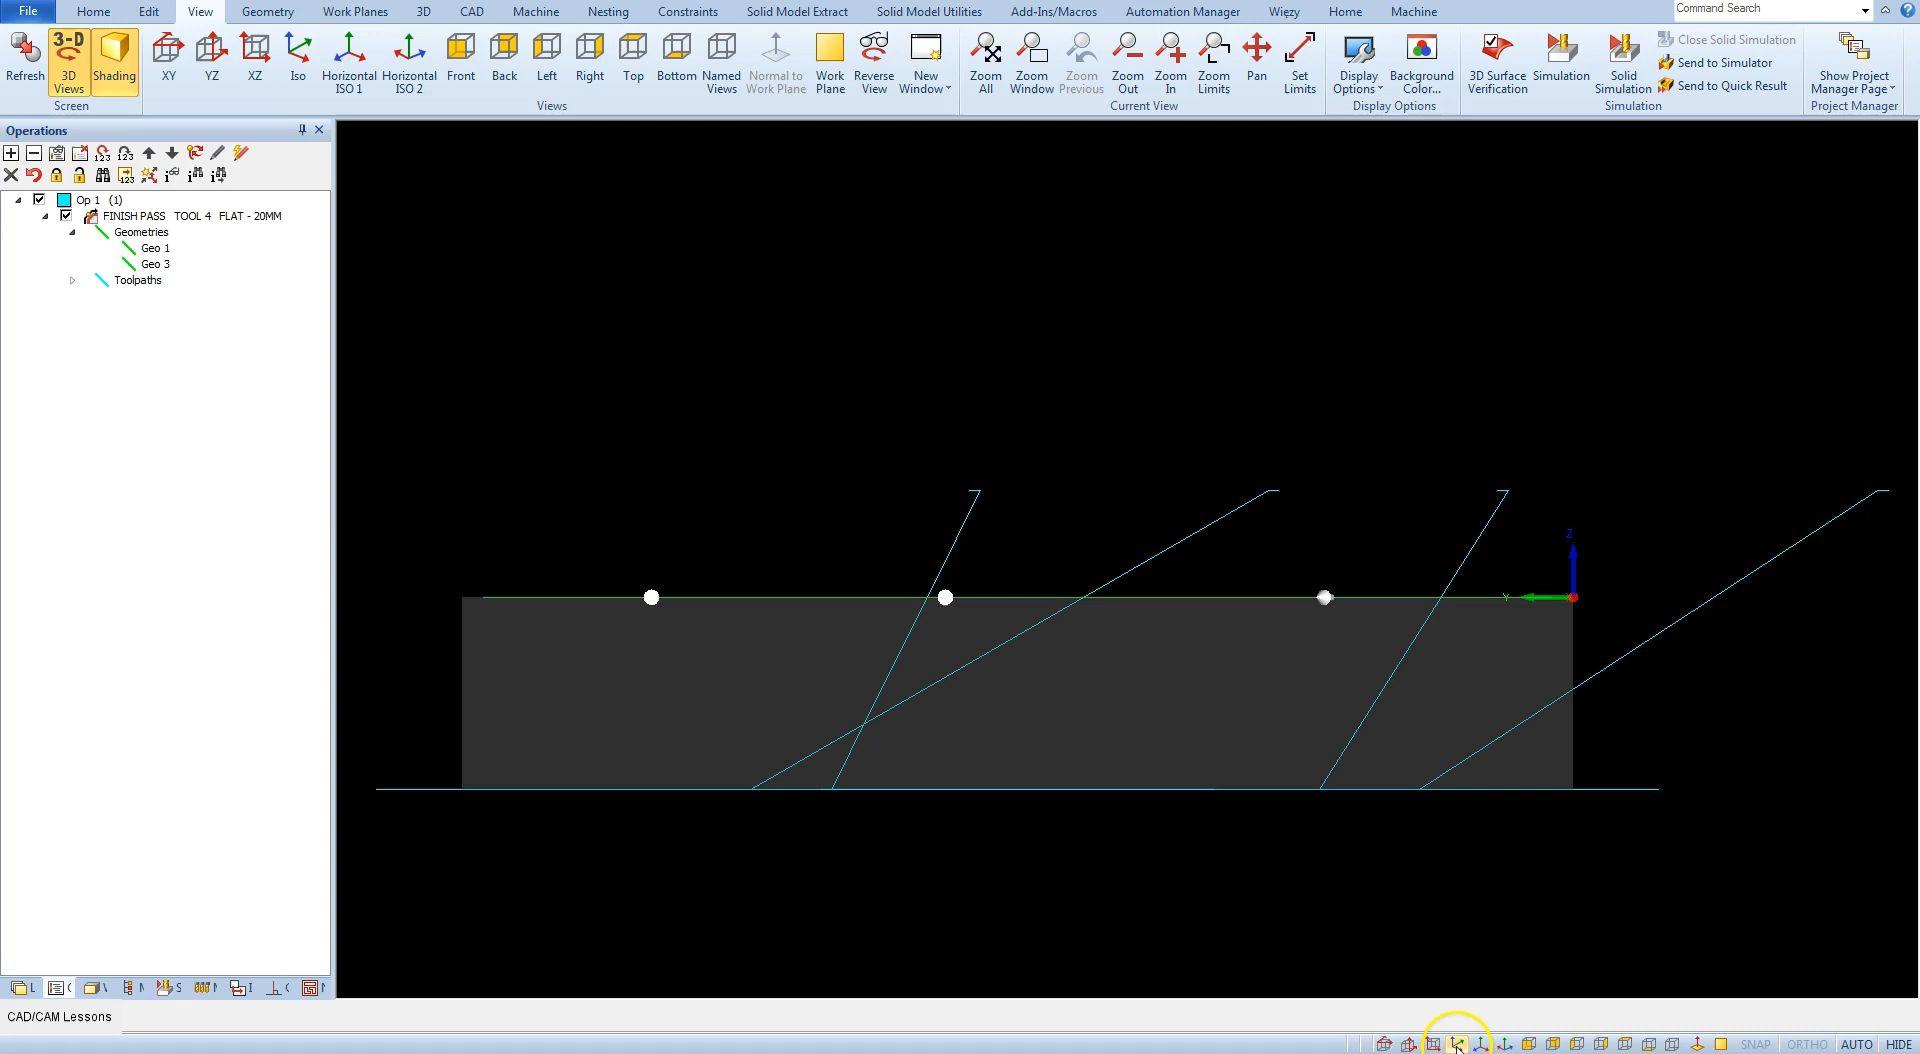 File Home Edit View Geometry Work Planes 3D CAD Machine Nesting Constraints Solid Model Extract Solid Model Utilities Add-Ins/Macros Automation Manager Więzy Home Machine Command Search
3-D
Refresh 3D Views Shading XY YZ XZ Iso Horizontal ISO 1 Horizontal ISO 2 Front Back Left Right Top Bottom Named Views Normal to Work Plane Work Plane Reverse View New Window Zoom All Zoom Window Zoom Previous Zoom Out Zoom In Zoom Limits Pan Set Limits Display Options Background Color... 3D Surface Verification Simulation Solid Simulation Show Project Manager Page
Close Solid Simulation
Send to Simulator
Send to Quick Result
Screen Views Current View Display Options Simulation Project Manager
Operations
123 123
123
Op 1 (1)
FINISH PASS TOOL 4 FLAT - 20MM
Geometries
Geo 1
Geo 3
Toolpaths
Z
Y
L ( \ M S M I ( M
CAD/CAM Lessons
SNAP ORTHO AUTO HIDE